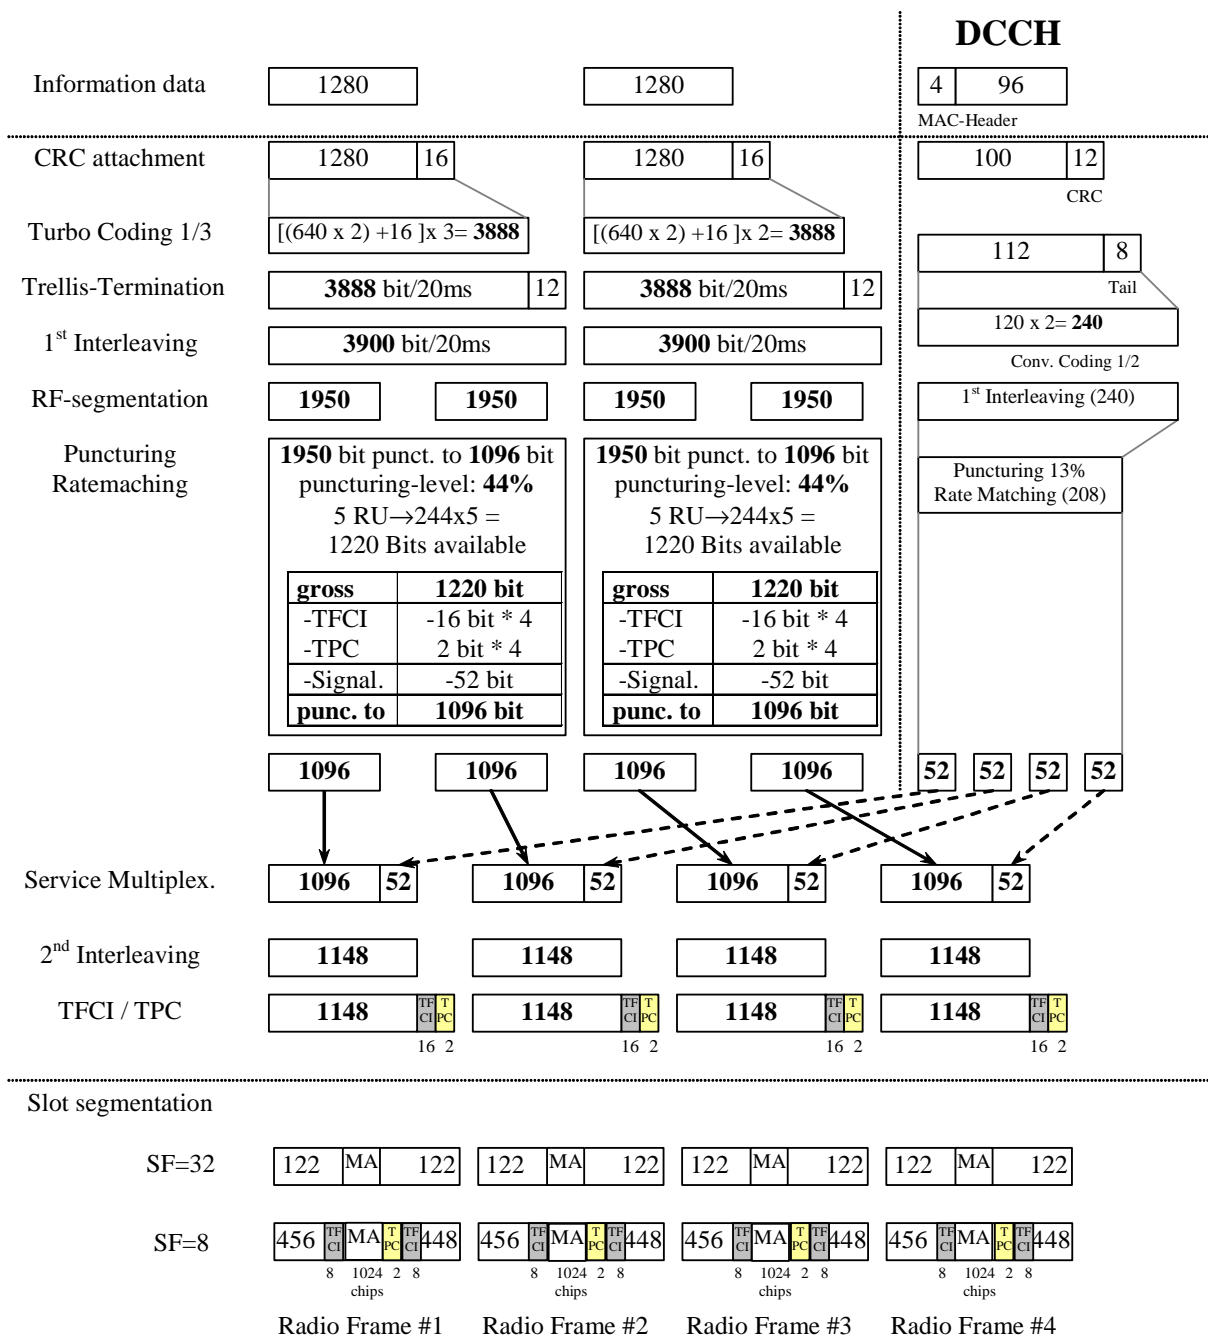 DCCH
Information data 1280 1280 4 96
MAC-Header
CRC attachment 1280 16 1280 16 100 12
CRC
Turbo Coding 1/3 [(640 x 2) +16 ]x 3= 3888 [(640 x 2) +16 ]x 2= 3888
112 8
Tail
Trellis-Termination 3888 bit/20ms 12 3888 bit/20ms 12
120 x 2= 240
Conv. Coding 1/2
1st Interleaving 3900 bit/20ms 3900 bit/20ms
RF-segmentation 1950 1950 1950 1950 1st Interleaving (240)
Puncturing
Ratemaching
1950 bit punct. to 1096 bit
puncturing-level: 44%
5 RU→244x5 =
1220 Bits available
gross 1220 bit
-TFCI -16 bit * 4
-TPC 2 bit * 4
-Signal. -52 bit
punc. to 1096 bit
1950 bit punct. to 1096 bit
puncturing-level: 44%
5 RU→244x5 =
1220 Bits available
gross 1220 bit
-TFCI -16 bit * 4
-TPC 2 bit * 4
-Signal. -52 bit
punc. to 1096 bit
Puncturing 13%
Rate Matching (208)
1096 1096 1096 1096 52 52 52 52
Service Multiplex. 1096 52 1096 52 1096 52 1096 52
2nd Interleaving 1148 1148 1148 1148
TFCI / TPC 1148 TF CI T PC 1148 TF CI T PC 1148 TF CI T PC 1148 TF CI T PC
16 2 16 2 16 2 16 2
Slot segmentation
SF=32 122 MA 122 122 MA 122 122 MA 122 122 MA 122
SF=8 456 TF CI MA T PC TF CI 448 456 TF CI MA T PC TF CI 448 456 TF CI MA T PC TF CI 448 456 TF CI MA T PC TF CI 448
8 1024 2 8 8 1024 2 8 8 1024 2 8 8 1024 2 8
chips chips chips chips
Radio Frame #1 Radio Frame #2 Radio Frame #3 Radio Frame #4